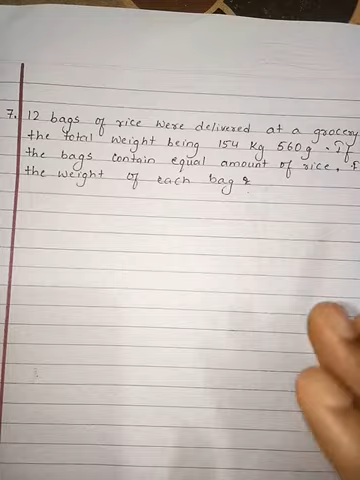 7. 12 bags of rice were delivered at a grocery
the total weight being 154 kg 560 g. If
the bags contain equal amount of rice,
the weight of each bag